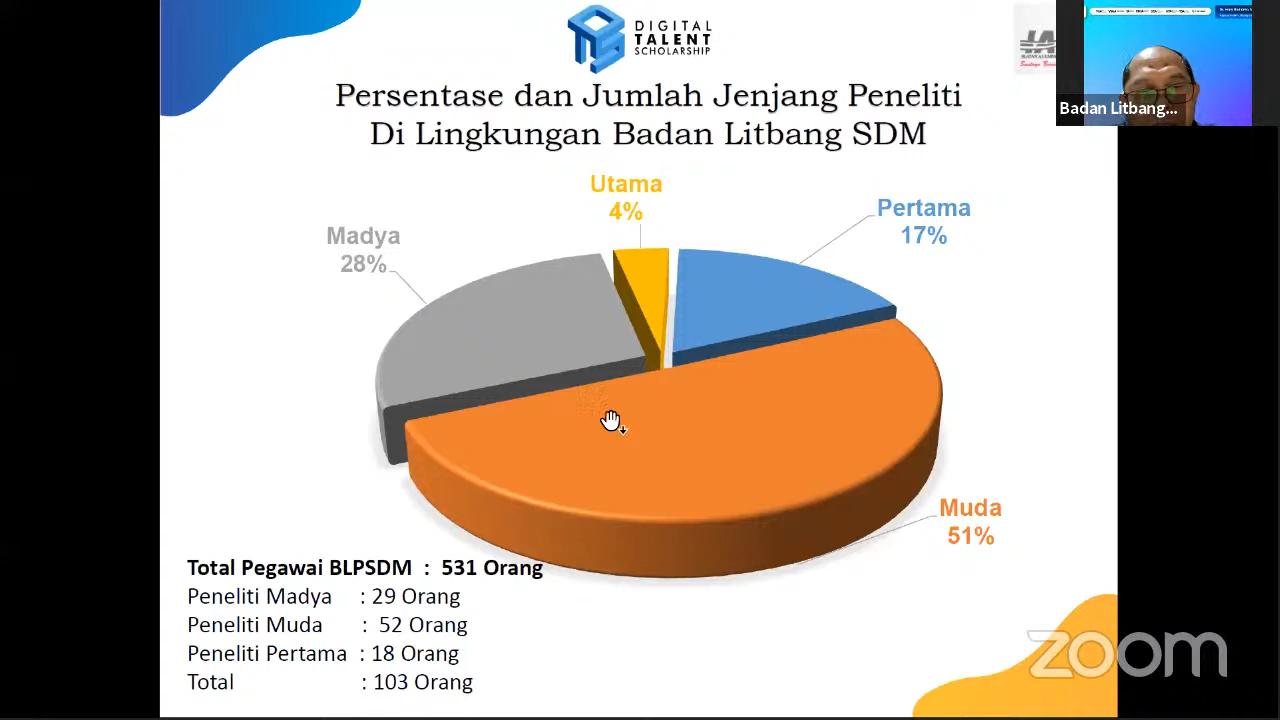 DIGITAL
TALENT
SCHOLARSHIP
Persentase dan Jumlah Jenjang Peneliti
Di Lingkungan Badan Litbang SDM
Badan Litbang...
Utama
4%
Pertama
17%
Madya
28%
Muda
51%
Total Pegawai BLPSDM : 531 Orang
Peneliti Madya : 29 Orang
Peneliti Muda : 52 Orang
Peneliti Pertama : 18 Orang
Total : 103 Orang
zoom